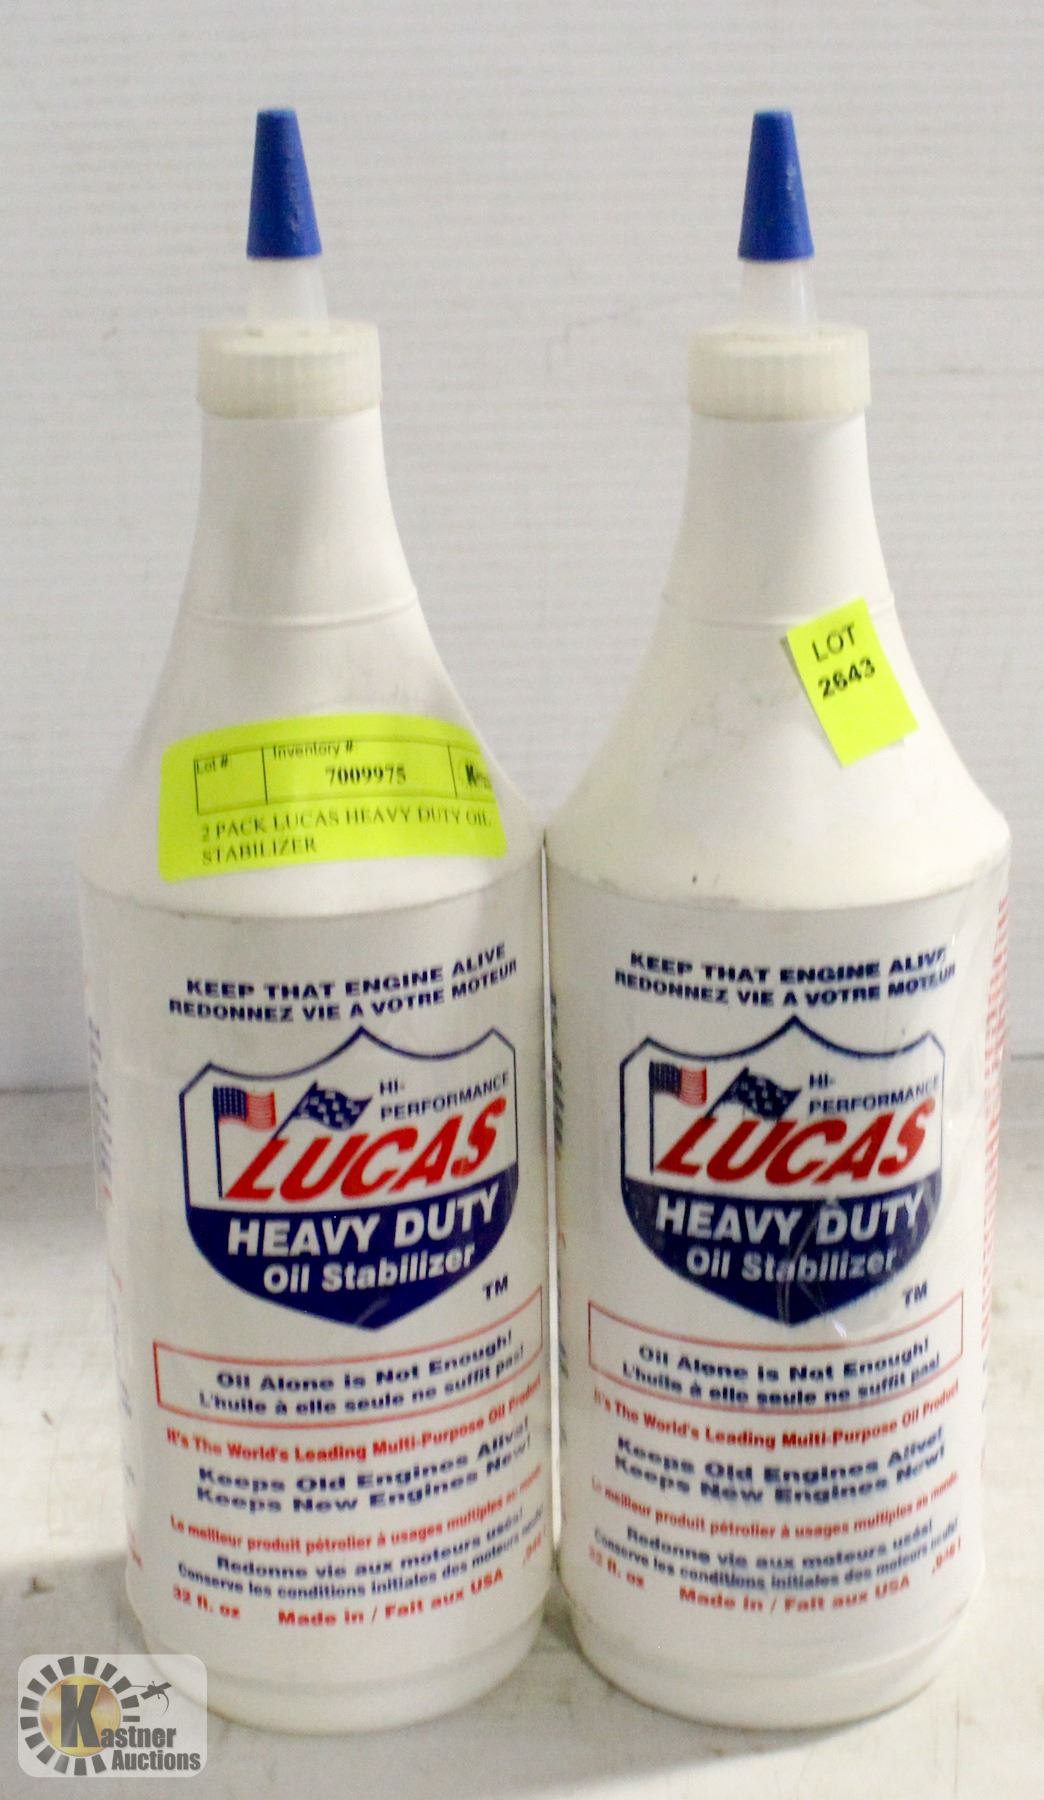 Lot #
Inventory #
7009975
2 PACK LUCAS HEAVY DUTY OIL
STABILIZER
KEEP THAT ENGINE ALIVE
REDONNEZ VIE A VOTRE MOTEUR
HI-
PERFORMANCE
LUCAS
HEAVY DUTY
Oil Stabilizer
TM
Oil Alone is Not Enough!
L'huile à elle seule ne suffit pas!
It's The World's Leading Multi-Purpose Oil Product
Keeps Old Engines Alive!
Keeps New Engines New!
Le meilleur produit pétrolier à usages multiples au monde
Redonne vie aux moteurs usés!
Conserve les conditions initiales des moteurs neufs!
32 fl. oz
Made in / Fait aux USA
.946 l
LOT
2643
KEEP THAT ENGINE ALIVE
REDONNEZ VIE A VOTRE MOTEUR
HI-
PERFORMANCE
LUCAS
HEAVY DUTY
Oil Stabilizer
TM
Oil Alone is Not Enough!
L'huile à elle seule ne suffit pas!
It's The World's Leading Multi-Purpose Oil Product
Keeps Old Engines Alive!
Keeps New Engines New!
Le meilleur produit pétrolier à usages multiples au monde
Redonne vie aux moteurs usés!
Conserve les conditions initiales des moteurs neufs!
32 fl. oz
Made in / Fait aux USA
.946 l
Kastner
Auctions